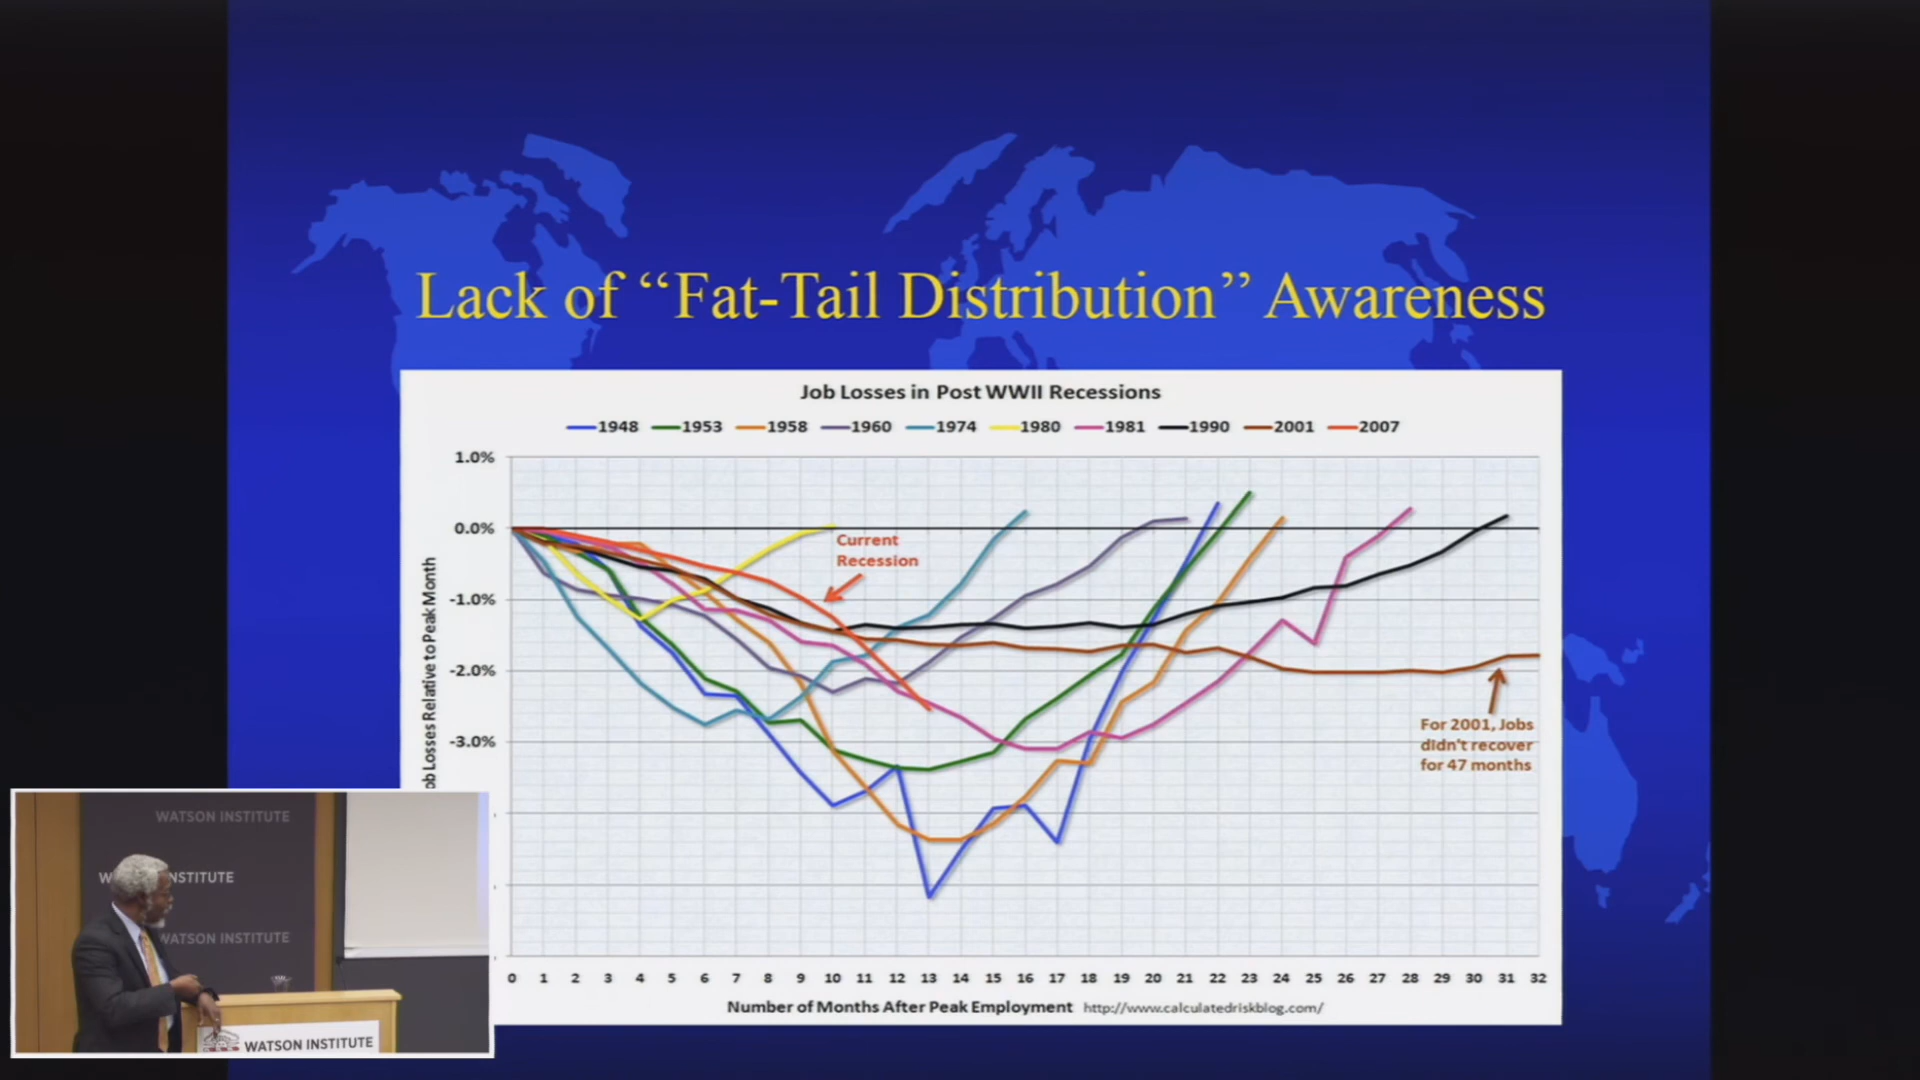 Lack of “Fat-Tail Distribution” Awareness
Job Losses in Post WWII Recessions
1948 1953 1958 1960 1974 1980 1981 1990 2001 2007
1.0%
0.0%
-1.0%
-2.0%
-3.0%
ob Losses Relative to Peak Month
Current
Recession
For 2001, Jobs
didn't recover
for 47 months
0 1 2 3 4 5 6 7 8 9 10 11 12 13 14 15 16 17 18 19 20 21 22 23 24 25 26 27 28 29 30 31 32
Number of Months After Peak Employment http://www.calculatedriskblog.com/
WATSON INSTITUTE
W NSTITUTE
WATSON INSTITUTE
WATSON INSTITUTE